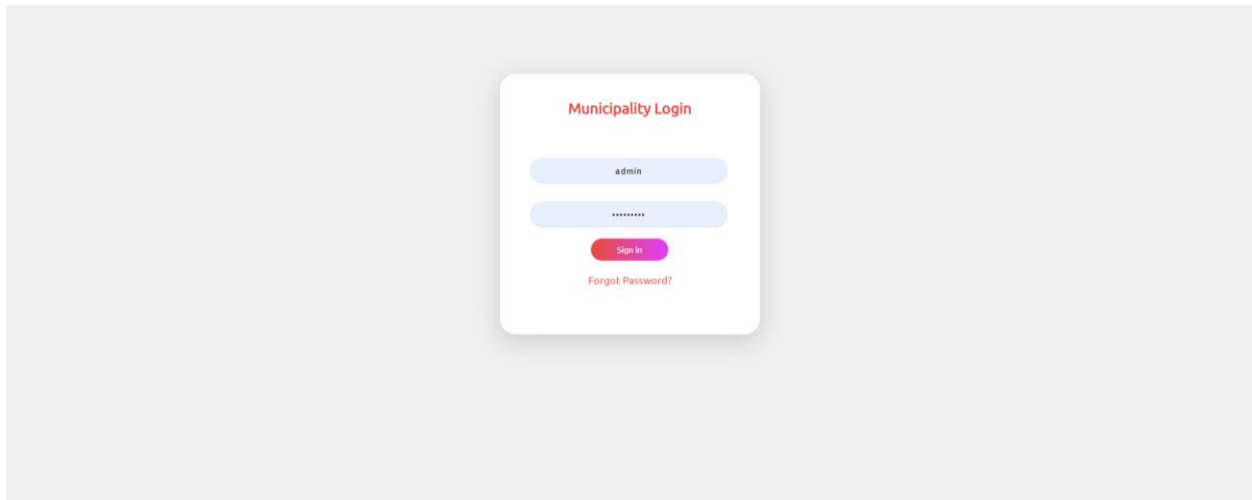 Municipality Login
admin
•••••••••
Sign In
Forgot Password?